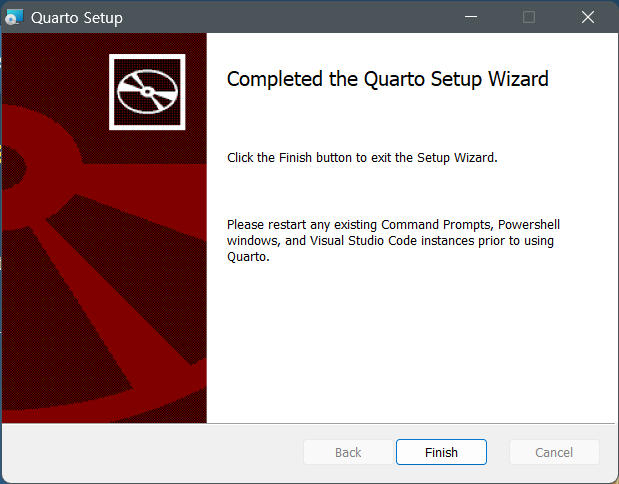 Quarto Setup
Completed the Quarto Setup Wizard
Click the Finish button to exit the Setup Wizard.
Please restart any existing Command Prompts, Powershell
windows, and Visual Studio Code instances prior to using
Quarto.
Back
Finish
Cancel